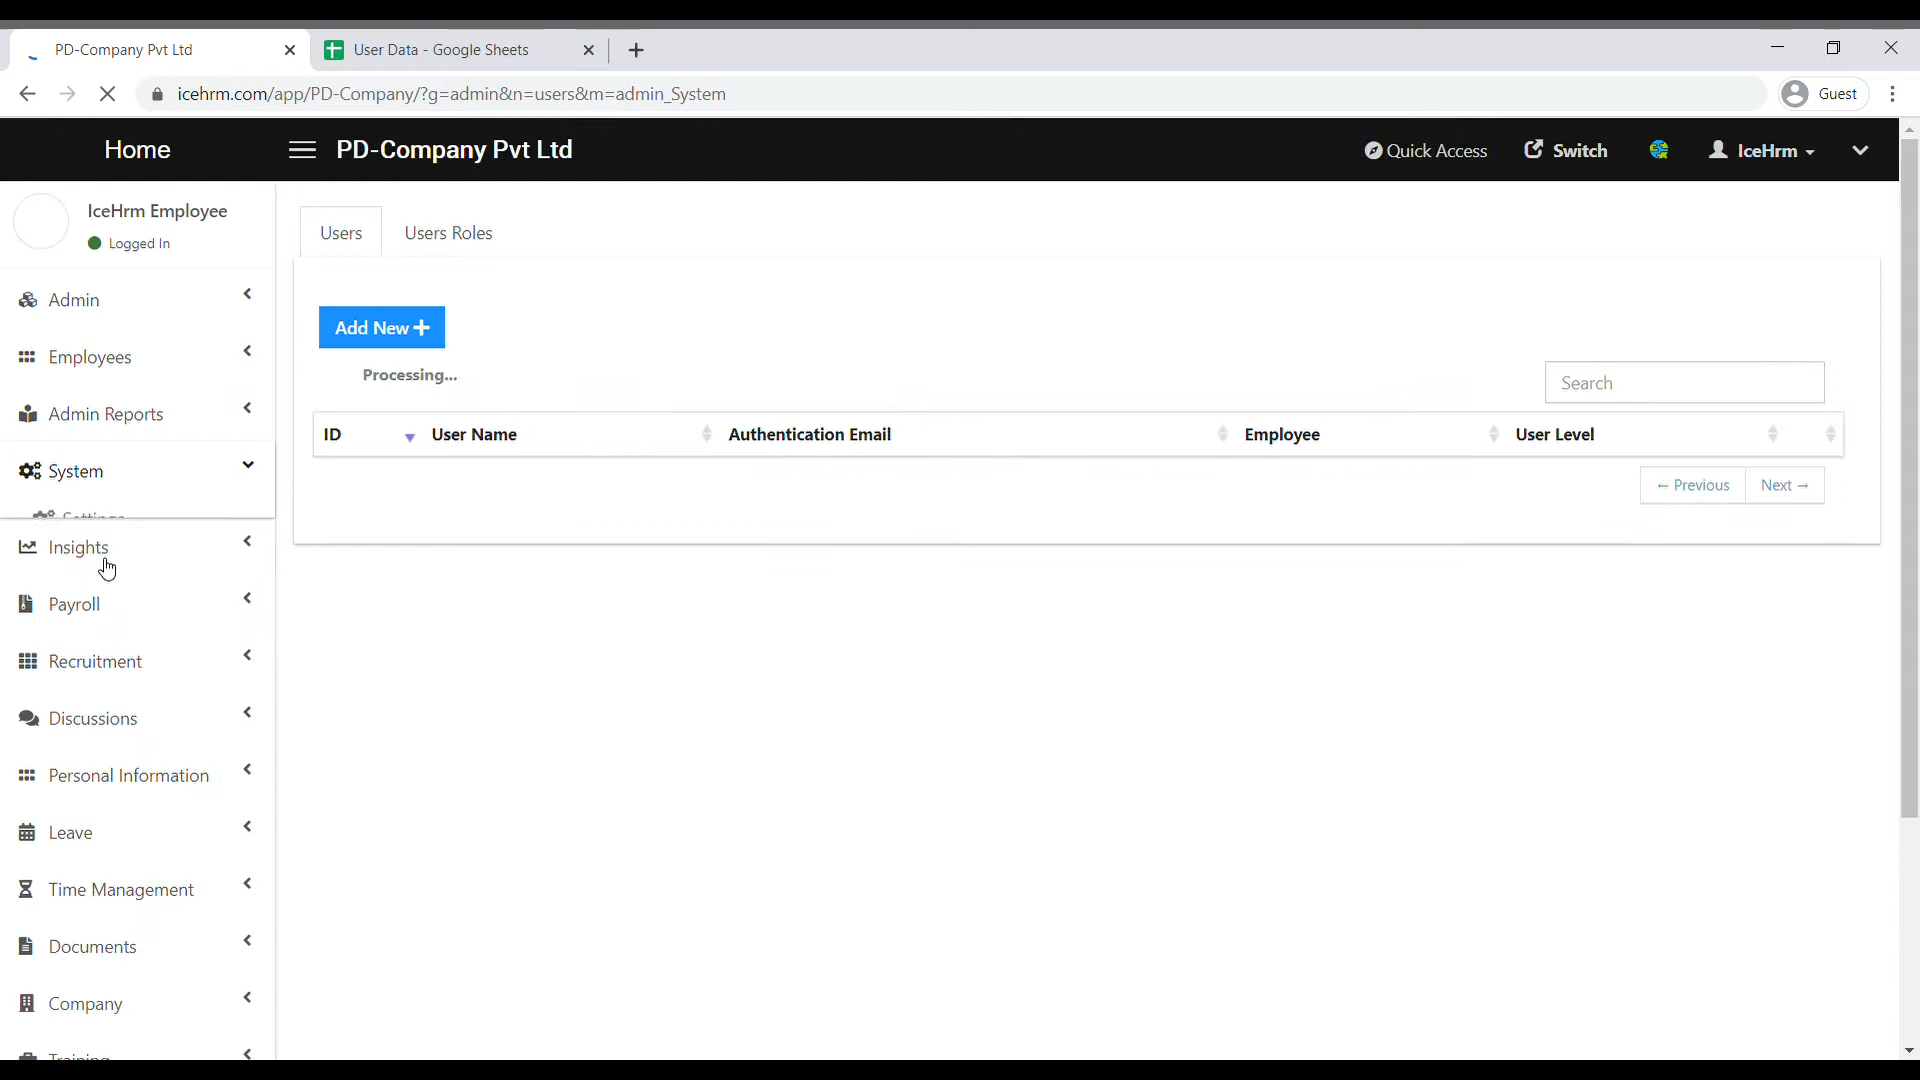 PD-Company Pvt Ltd
User Data - Google Sheets
icehrm.com/app/PD-Company/?g=admin&n=users&m=admin_System
Guest
Home
PD-Company Pvt Ltd
Quick Access
Switch
IceHrm
IceHrm Employee
Logged In
Users
Users Roles
Admin
Employees
Admin Reports
System
Settings
Insights
Payroll
Recruitment
Discussions
Personal Information
Leave
Time Management
Documents
Company
Training
Add New
Processing...
Search
ID
User Name
Authentication Email
Employee
User Level
← Previous
Next →